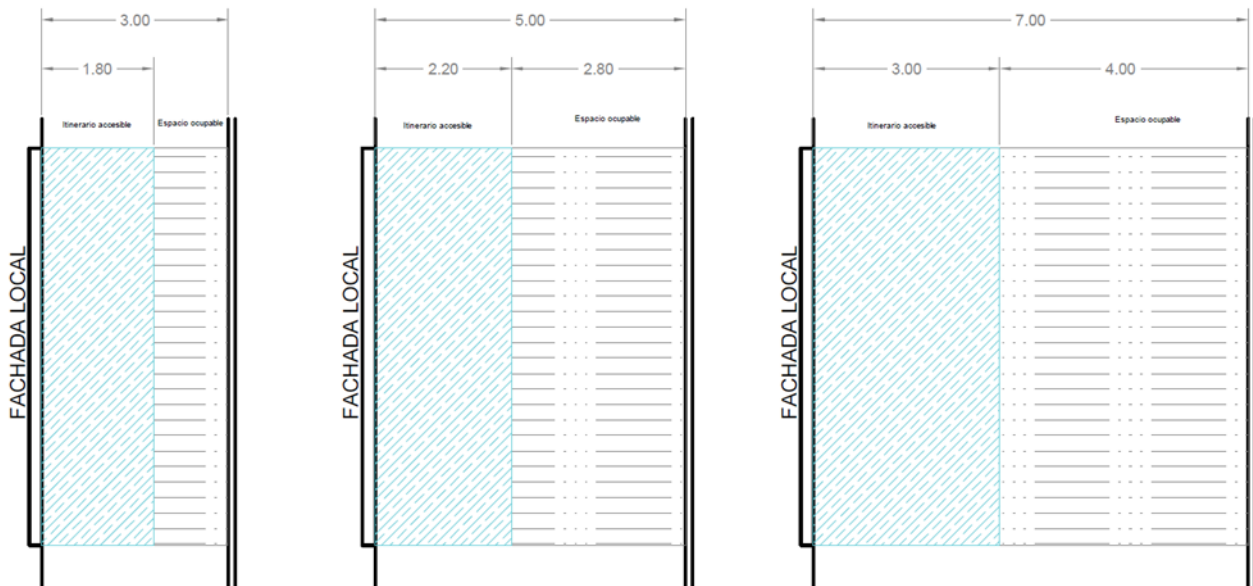 3.00
1.80
Itinerario accesible
Espacio ocupable
FACHADA LOCAL
5.00
2.20
2.80
Itinerario accesible
Espacio ocupable
FACHADA LOCAL
7.00
3.00
4.00
Itinerario accesible
Espacio ocupable
FACHADA LOCAL